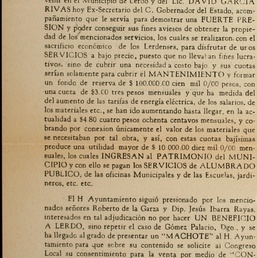 venta en el Municipio de Lerdo y del Lic. DAVID GARCIA
RIVAS hoy Ex-Secretario del C. Gobernador del Estado, acom-
pañamiento que le servía para demostrar una FUERTE PRE-
SION y poder conseguir sus fines aviesos de obtener la propie-
dad de los mencionados servicios, los cuales se realizaron con el
sacrificio económico de los Lerdenses, para disfrutar de unos
SERVICIOS a bajo precio, puesto que no llevan fines lucra-
tivos, sino de cubrir una necesidad a costo bajo y sus cuotas
serían solamente para cubrir el MANTENIMIENTO y formar
un fondo de reserva de $ 100.000.00 cien mil 0/00 pesos, con
una cuota de $3.00 tres pesos mensuales y que ha medida del
aumento de las tarifas de energía eléctrica, de los salarios, de
los materiales etc., se han ido aumentando hasta llegar, en la ac-
tualidad a $4.80 cuatro pesos ochenta centavos mensuales, y co-
brando por conexión únicamente el valor de los materiales que
se necesitaban por tal obra, y así, con estas cuotas bajísimas
produce una utilidad mayor de $ 10.000.00 diez mil 0/00 men-
suales, los cuales INGRESAN AL PATRIMONIO DEL MUNI-
CIPIO y con ello se pagan los SERVICIOS DE ALUMBRADO
PUBLICO, de las oficinas Municipales y de las Escuelas, jardi-
neros, etc. etc.
El H Ayuntamiento siguió presionado por los mencio-
nados señores Roberto de la Garza y Dip. Jesús Ibarra Rayas,
interesados en tal adjudicación no por hacer UN BENEFICIO
A LERDO, sino repetir el caso de Gómez Palacio, Dgo., y se
ha llegado al grado de presentar un "MACHOTE" al H. Ayun-
tamiento para que sobre su contenido se solicite al Congreso
Local su consentimiento para la venta por medio de "CON-